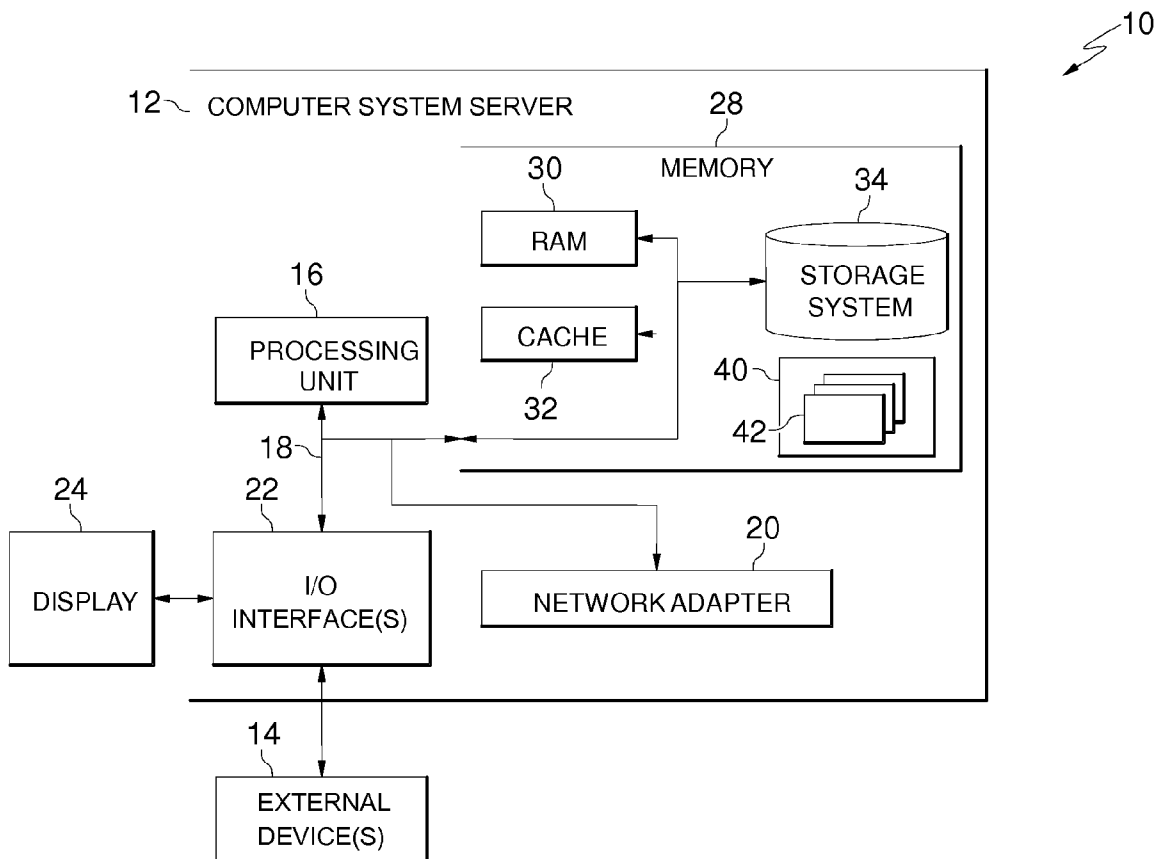 10
12 COMPUTER SYSTEM SERVER
28
MEMORY
30
RAM
34
STORAGE
SYSTEM
16
PROCESSING
UNIT
CACHE
32
40
42
18
24
DISPLAY
22
I/O
INTERFACE(S)
20
NETWORK ADAPTER
14
EXTERNAL
DEVICE(S)